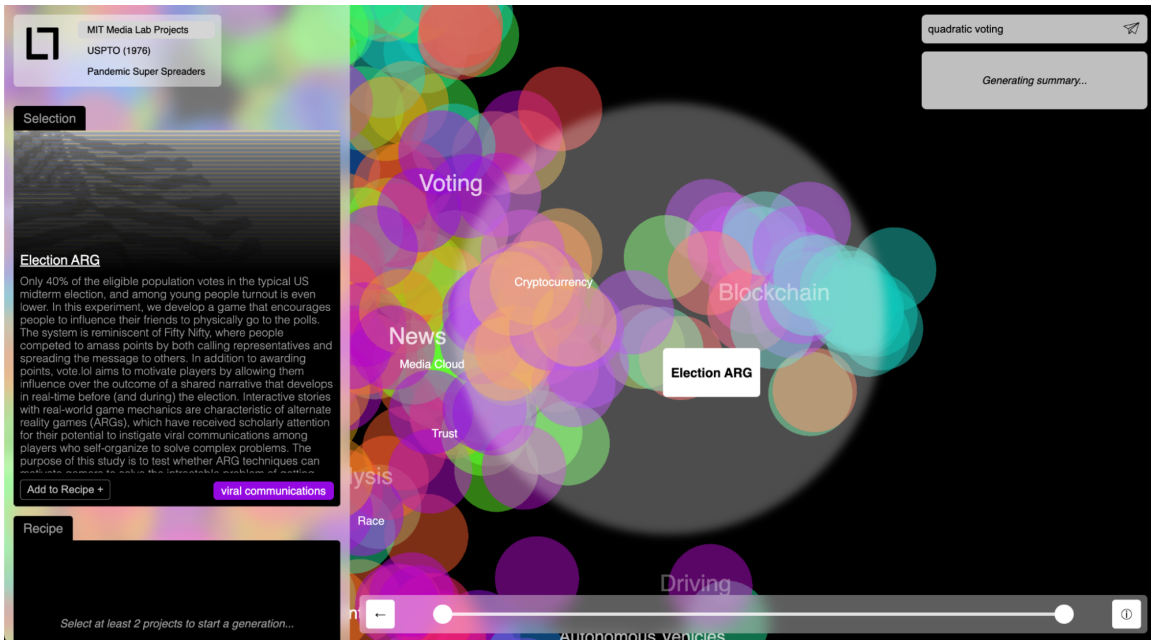 MIT Media Lab Projects
USPTO (1976)
Pandemic Super Spreaders
Selection
Election ARG
Only 40% of the eligible population votes in the typical US
midterm election, and among young people turnout is even
lower. In this experiment, we develop a game that encourages
people to influence their friends to physically go to the polls.
The system is reminiscent of Fifty Nifty, where people
competed to amass points by both calling representatives and
spreading the message to others. In addition to awarding
points, vote.lol aims to motivate players by allowing them
influence over the outcome of a shared narrative that develops
in real-time before (and during) the election. Interactive stories
with real-world game mechanics are characteristic of alternate
reality games (ARGs), which have received scholarly attention
for their potential to instigate viral communications among
players who self-organize to solve complex problems. The
purpose of this study is to test whether ARG techniques can
Add to Recipe +
viral communications
Recipe
Select at least 2 projects to start a generation...
Voting
Cryptocurrency
Blockchain
News
Media Cloud
Election ARG
Trust
lysis
Race
Driving
nt
←
Autonomous Vehicles
quadratic voting
Generating summary...